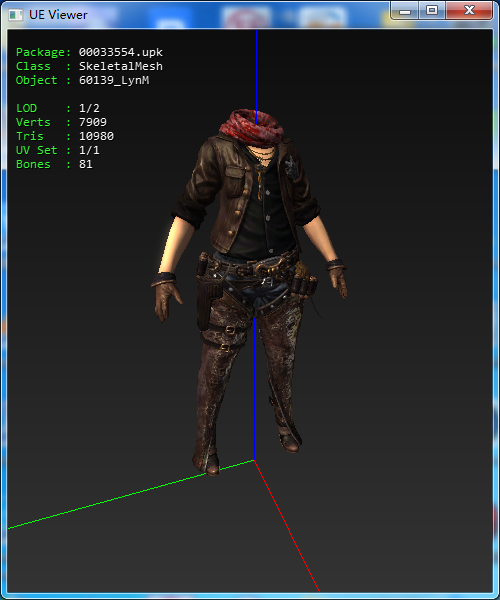 UE Viewer
Package: 00033554.upk
Class : SkeletalMesh
Object : 60139_LynM
LOD : 1/2
Verts : 7909
Tris : 10980
UV Set : 1/1
Bones : 81